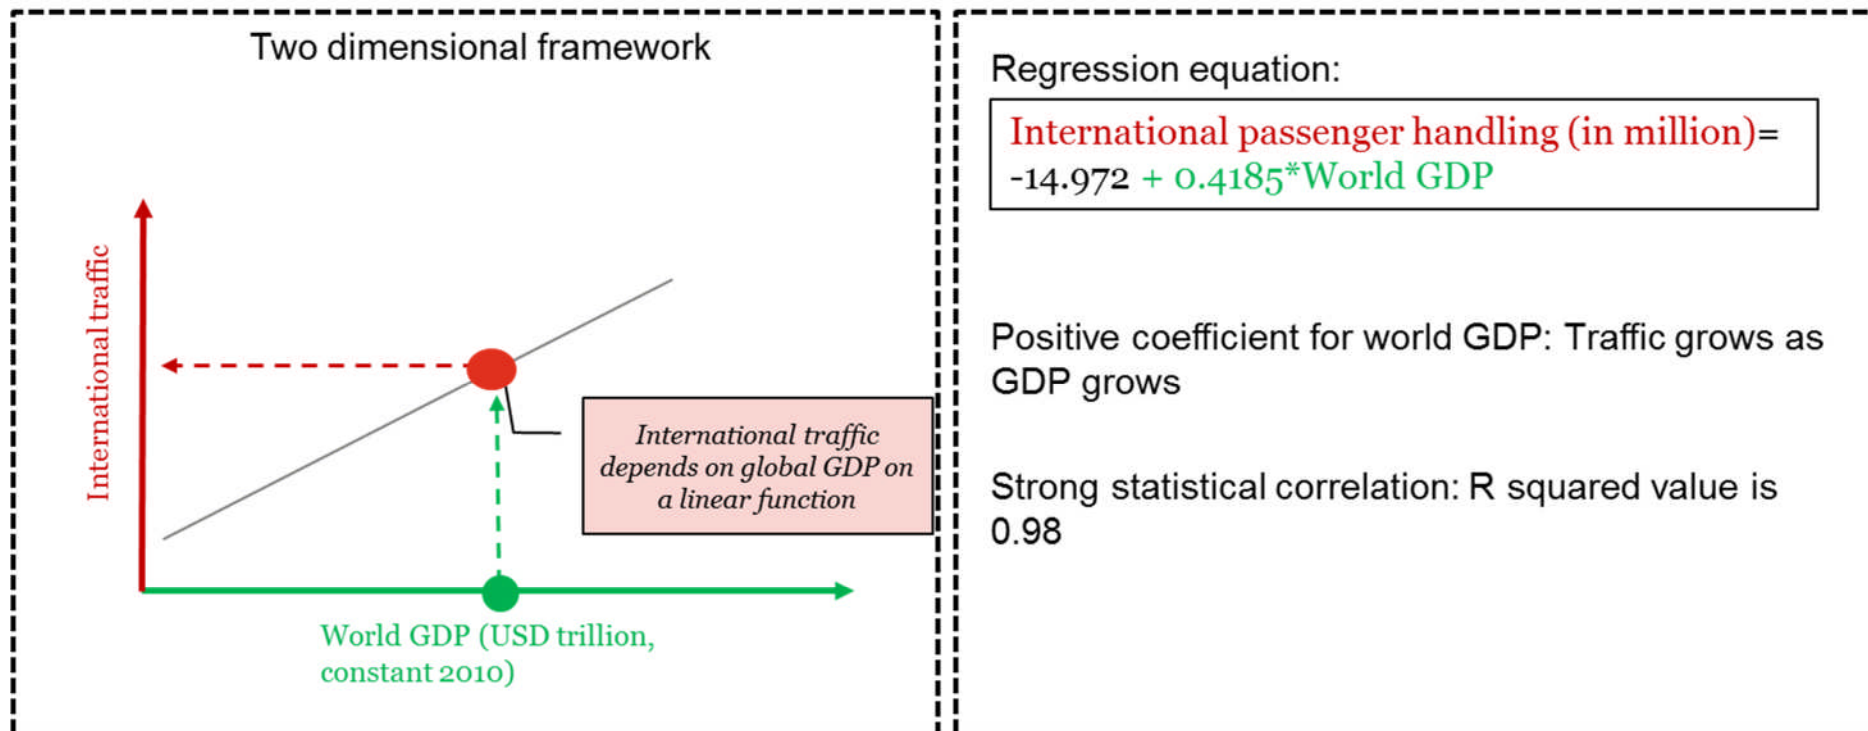 Two dimensional framework
International traffic
International traffic
depends on global GDP on
a linear function
World GDP (USD trillion,
constant 2010)
Regression equation:
International passenger handling (in million)=
-14.972 + 0.4185*World GDP
Positive coefficient for world GDP: Traffic grows as
GDP grows
Strong statistical correlation: R squared value is
0.98